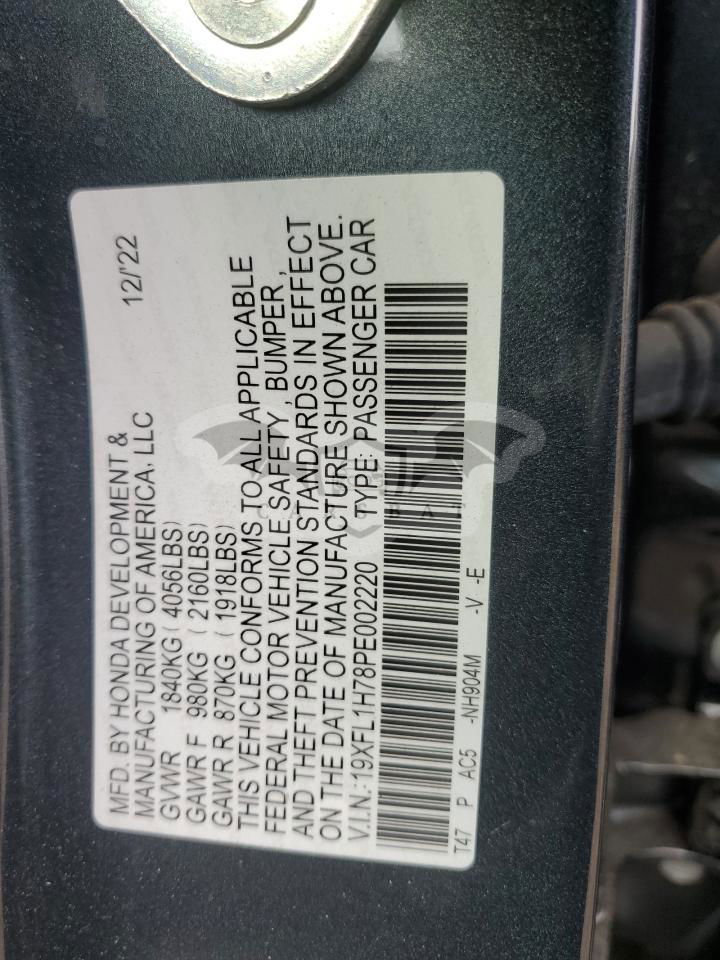 MFD. BY HONDA DEVELOPMENT &
MANUFACTURING OF AMERICA, LLC 12/'22
GVWR 1840KG (4056LBS)
GAWR F 980KG (2160LBS)
GAWR R 870KG (1918LBS)
THIS VEHICLE CONFORMS TO ALL APPLICABLE
FEDERAL MOTOR VEHICLE SAFETY, BUMPER,
AND THEFT PREVENTION STANDARDS IN EFFECT
ON THE DATE OF MANUFACTURE SHOWN ABOVE.
V.I.N.:19XFL1H78PE002220 TYPE: PASSENGER CAR
T47 P AC5 -NH904M -V -E